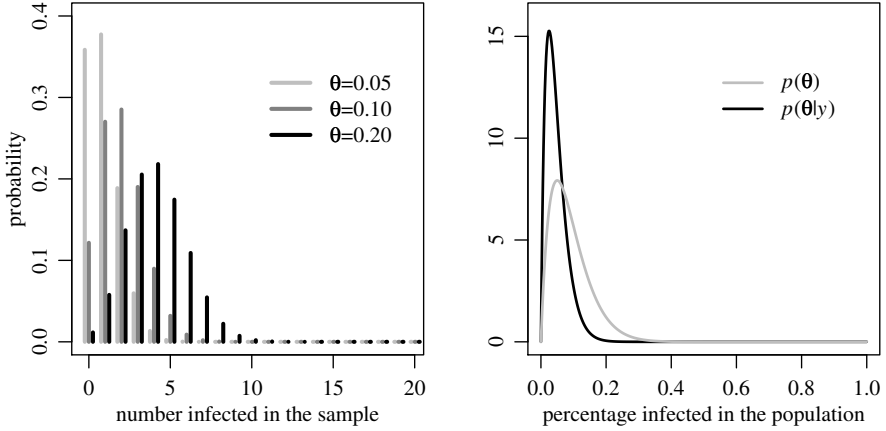 0.4
0.3
0.2
0.1
0.0
probability
θ=0.05
θ=0.10
θ=0.20
0
5
10
15
20
number infected in the sample
15
10
5
0
p(θ)
p(θ|y)
0.0
0.2
0.4
0.6
0.8
1.0
percentage infected in the population